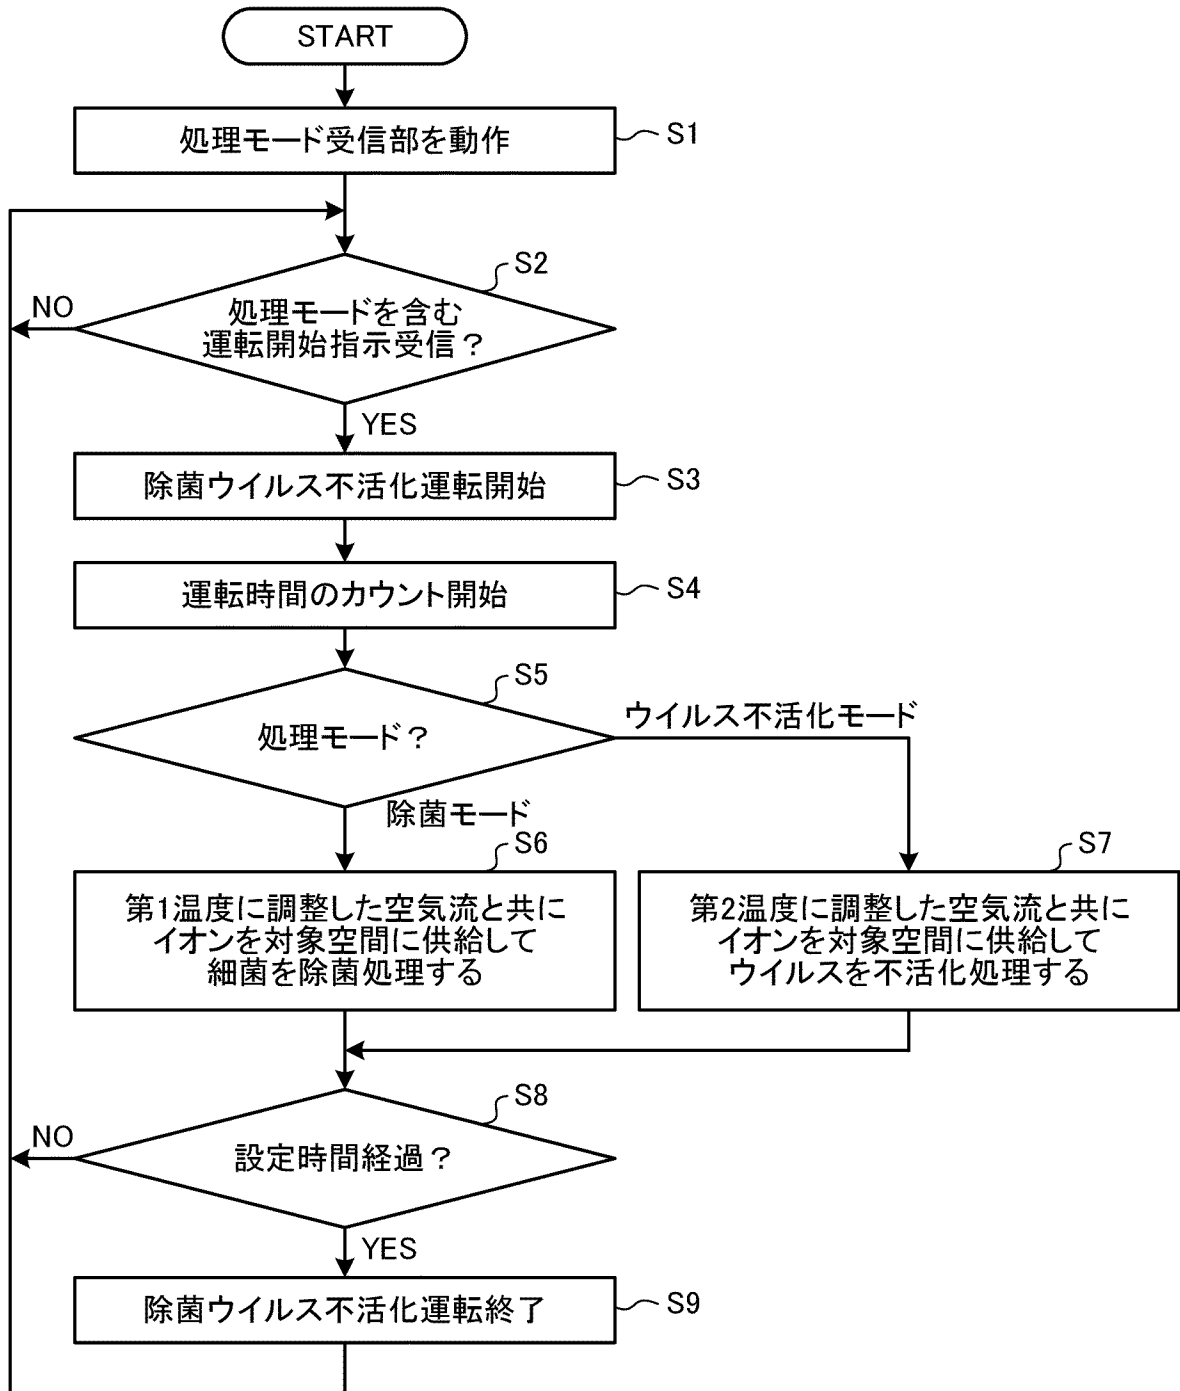 START
処理モード受信部を動作
S1
S2
NO
処理モードを含む
運転開始指示受信？
YES
除菌ウイルス不活化運転開始
S3
運転時間のカウント開始
S4
S5
処理モード？
ウイルス不活化モード
除菌モード
S6
第1温度に調整した空気流と共に
イオンを対象空間に供給して
細菌を除菌処理する
S7
第2温度に調整した空気流と共に
イオンを対象空間に供給して
ウイルスを不活化処理する
S8
NO
設定時間経過？
YES
除菌ウイルス不活化運転終了
S9